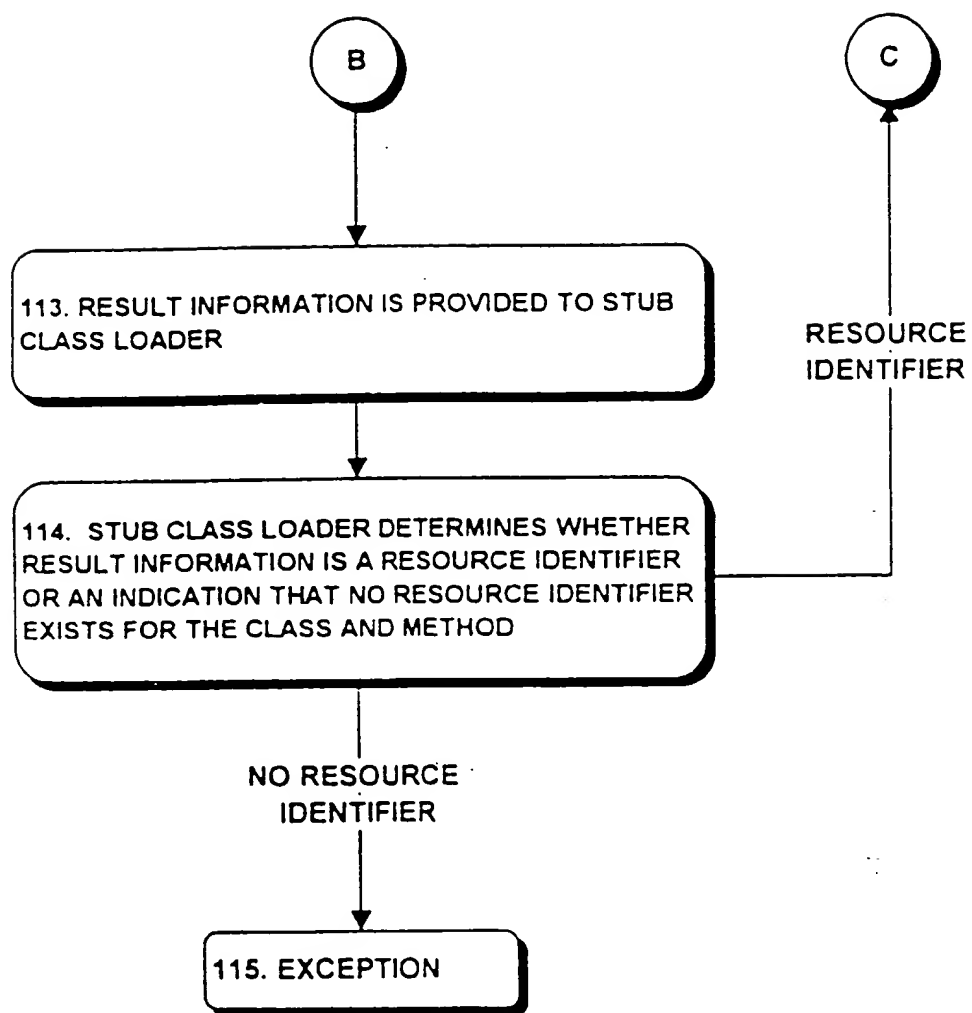 B
C
113. RESULT INFORMATION IS PROVIDED TO STUB
CLASS LOADER
RESOURCE
IDENTIFIER
114. STUB CLASS LOADER DETERMINES WHETHER
RESULT INFORMATION IS A RESOURCE IDENTIFIER
OR AN INDICATION THAT NO RESOURCE IDENTIFIER
EXISTS FOR THE CLASS AND METHOD
NO RESOURCE
IDENTIFIER
115. EXCEPTION